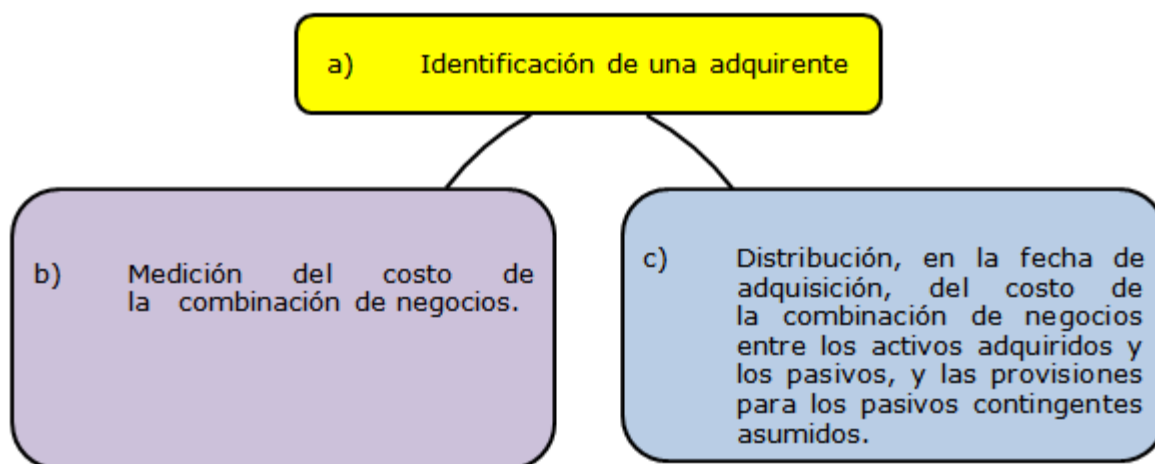 a) Identificación de una adquirente
b) Medición del costo de
la combinación de negocios.
c) Distribución, en la fecha de
adquisición, del costo de
la combinación de negocios
entre los activos adquiridos y
los pasivos, y las provisiones
para los pasivos contingentes
asumidos.